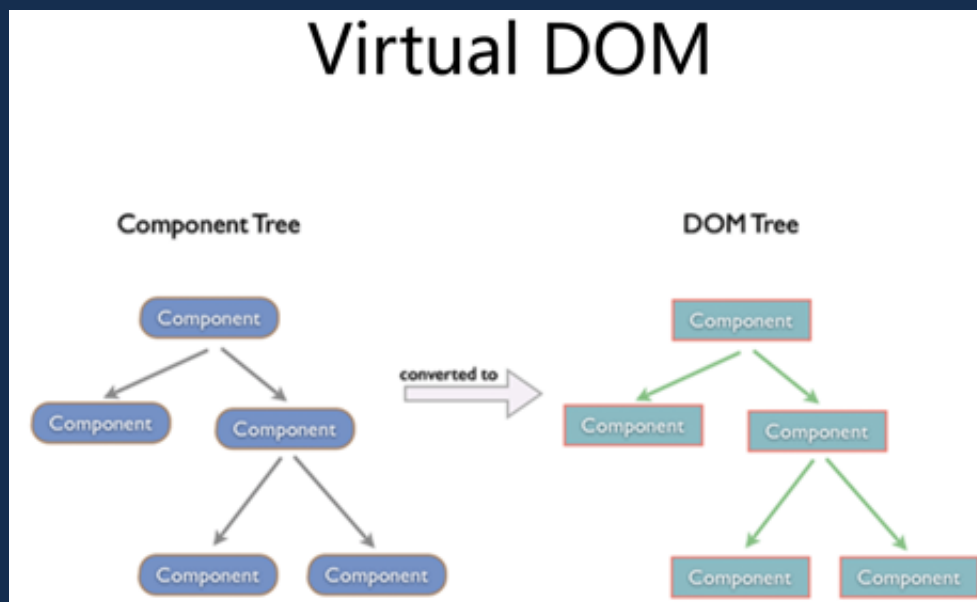 Virtual DOM
Component Tree
DOM Tree
Component
Component
converted to
Component
Component
Component
Component
Component
Component
Component
Component